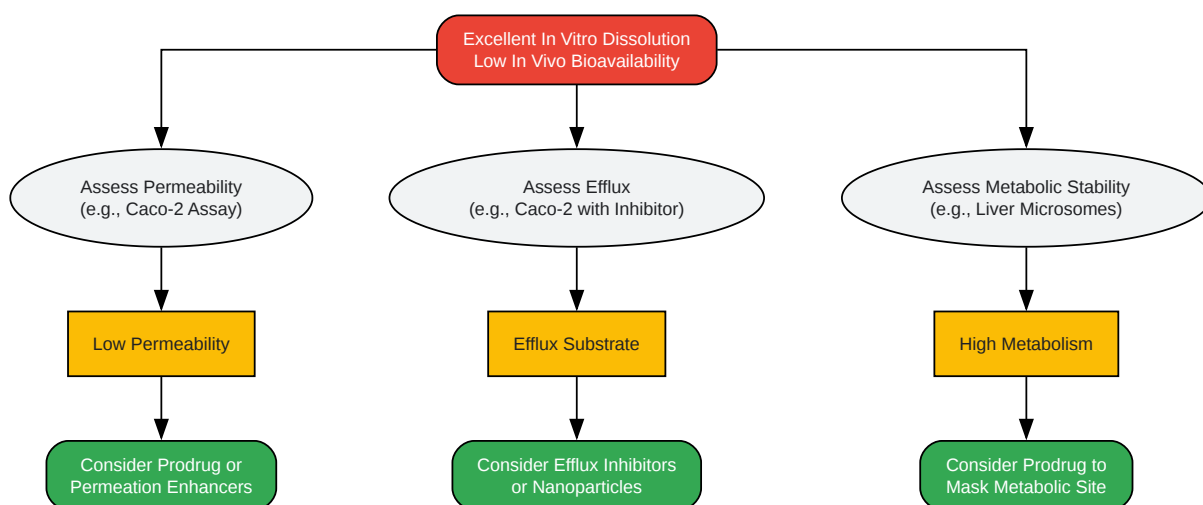 Excellent In Vitro Dissolution
Low In Vivo Bioavailability
Assess Permeability
(e.g., Caco-2 Assay)
Assess Efflux
(e.g., Caco-2 with Inhibitor)
Assess Metabolic Stability
(e.g., Liver Microsomes)
Low Permeability
Efflux Substrate
High Metabolism
Consider Prodrug or
Permeation Enhancers
Consider Efflux Inhibitors
or Nanoparticles
Consider Prodrug to
Mask Metabolic Site